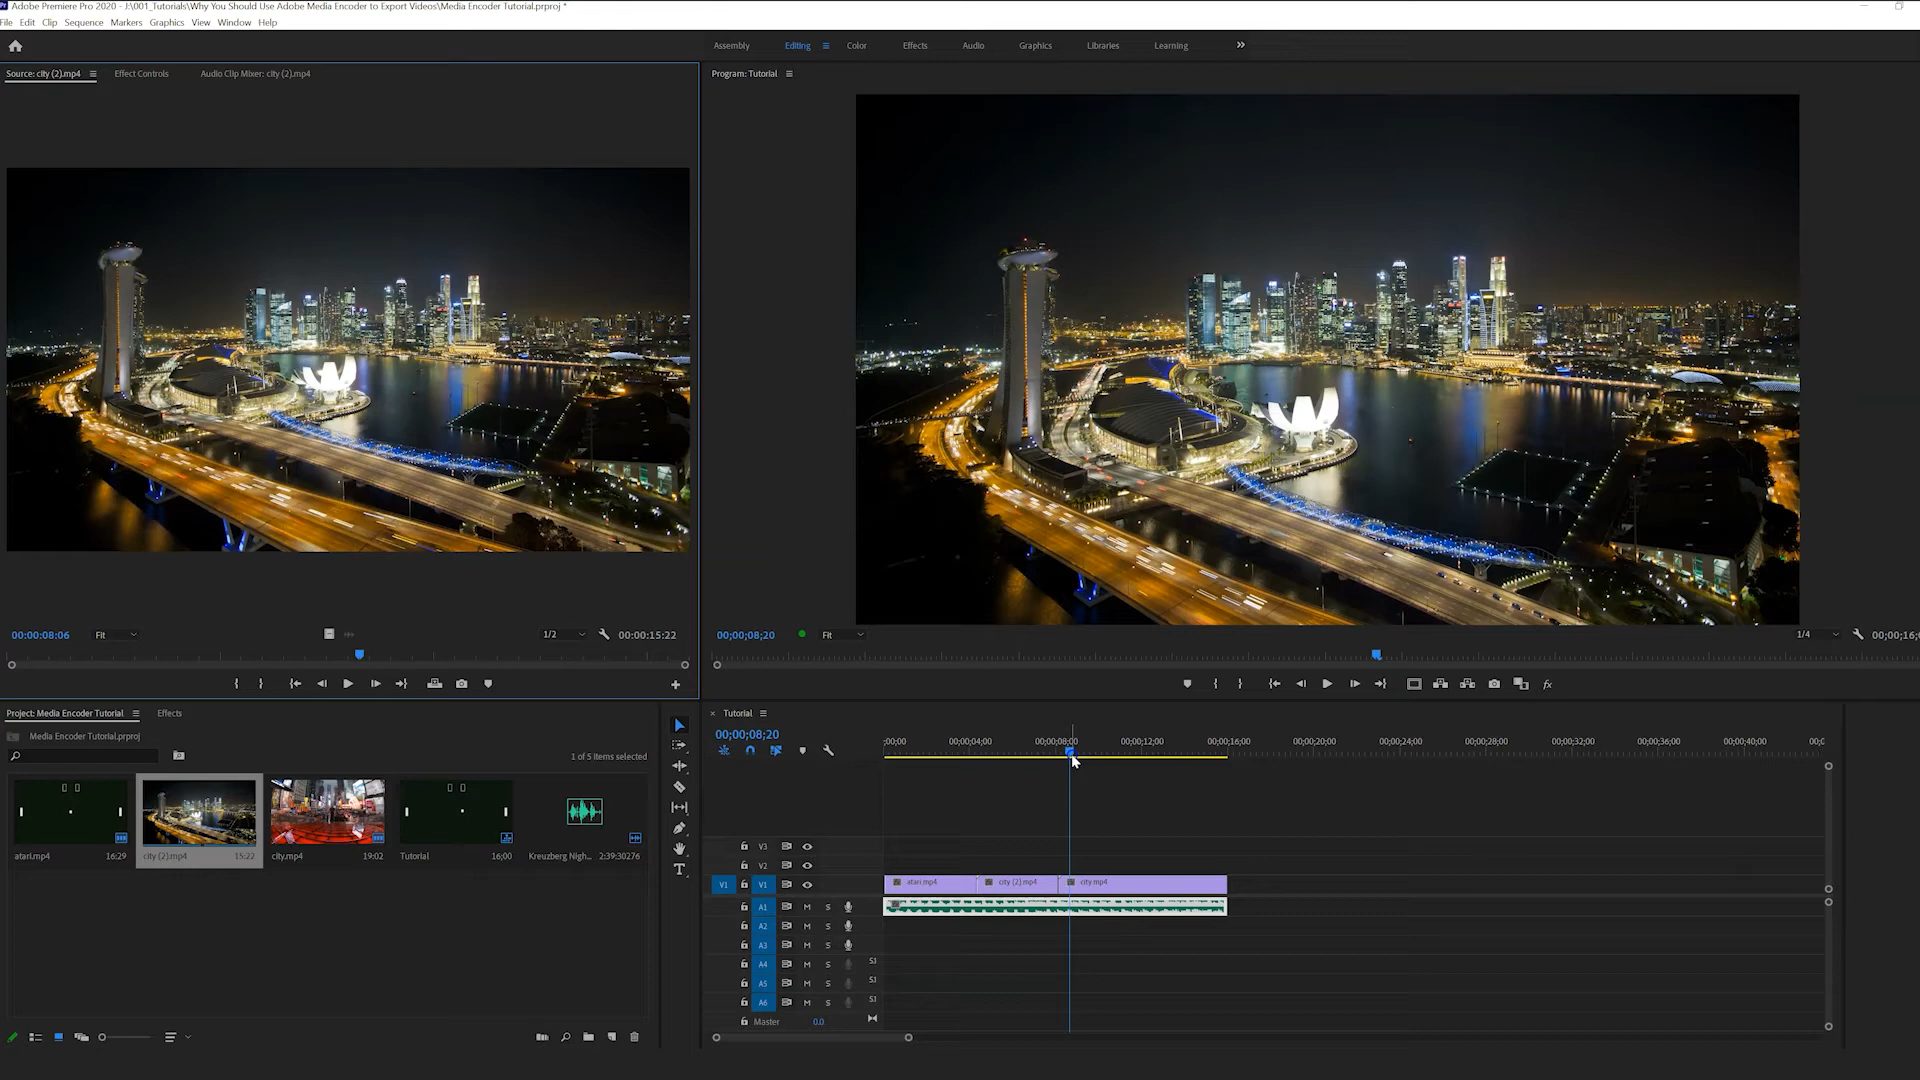 Adobe Premiere Pro 2020 - J:\001_Tutorials\Why You Should Use Adobe Media Encoder to Export Videos\Media Encoder Tutorial.prproj *
File Edit Clip Sequence Markers Graphics View Window Help
Assembly Editing Color Effects Audio Graphics Libraries Learning
Source: city (2).mp4 Effect Controls Audio Clip Mixer: city (2).mp4
Program: Tutorial
00:00:08:06 Fit 1/2 00:00:15:22
00;00;08;20 Fit 1/4 00;00;16;
Project: Media Encoder Tutorial Effects
Media Encoder Tutorial.prproj
1 of 5 items selected
atari.mp4 16:29
city (2).mp4 15:22
city.mp4 19:02
Tutorial 16;00
Kreuzberg Nigh... 2:39:30276
× Tutorial
00;00;08;20
;00;00 00;00;04;00 00;00;08;00 00;00;12;00 00;00;16;00 00;00;20;00 00;00;24;00 00;00;28;00 00;00;32;00 00;00;36;00 00;00;40;00 00;0
V3
V2
V1 V1 atari.mp4 city (2).mp4 city.mp4
A1 M S
A2 M S
A3 M S
A4 M S S1
A5 M S S1
A6 M S S1
Master 0.0